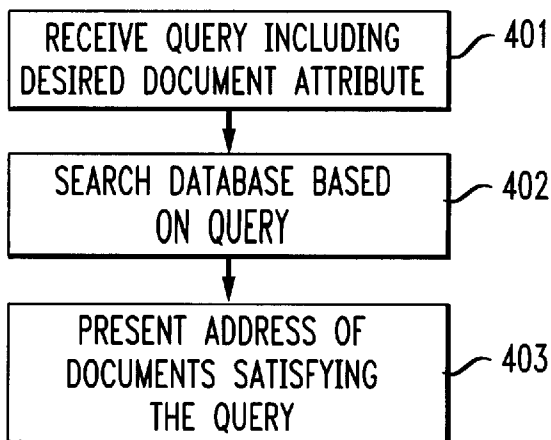 RECEIVE QUERY INCLUDING
DESIRED DOCUMENT ATTRIBUTE
401
SEARCH DATABASE BASED
ON QUERY
402
PRESENT ADDRESS OF
DOCUMENTS SATISFYING
THE QUERY
403